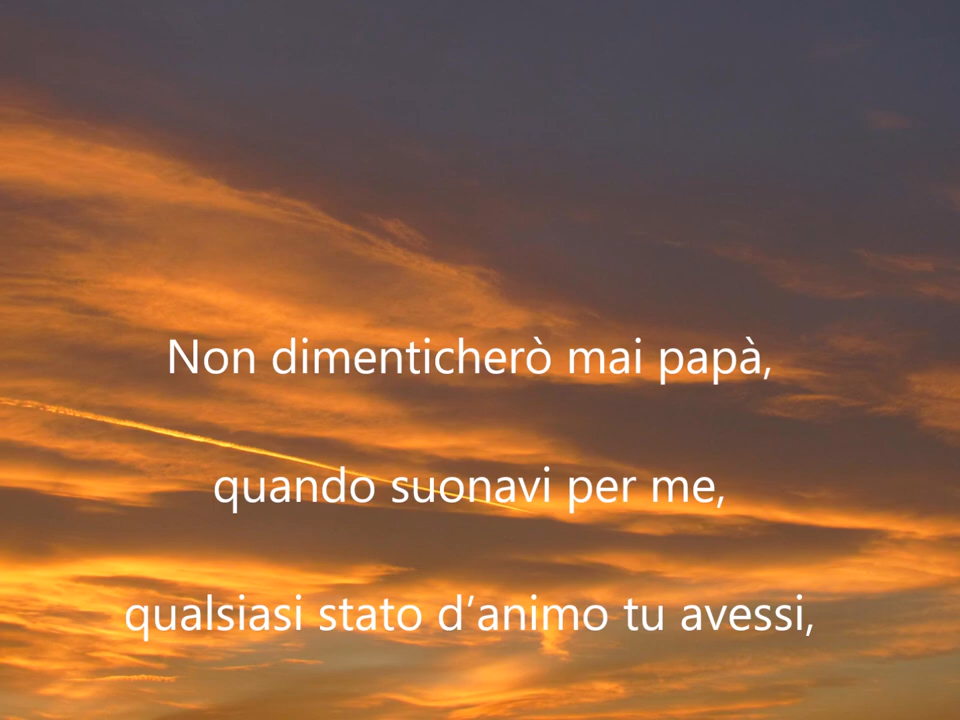 Non dimenticherò mai papà,
quando suonavi per me,
qualsiasi stato d’animo tu avessi,